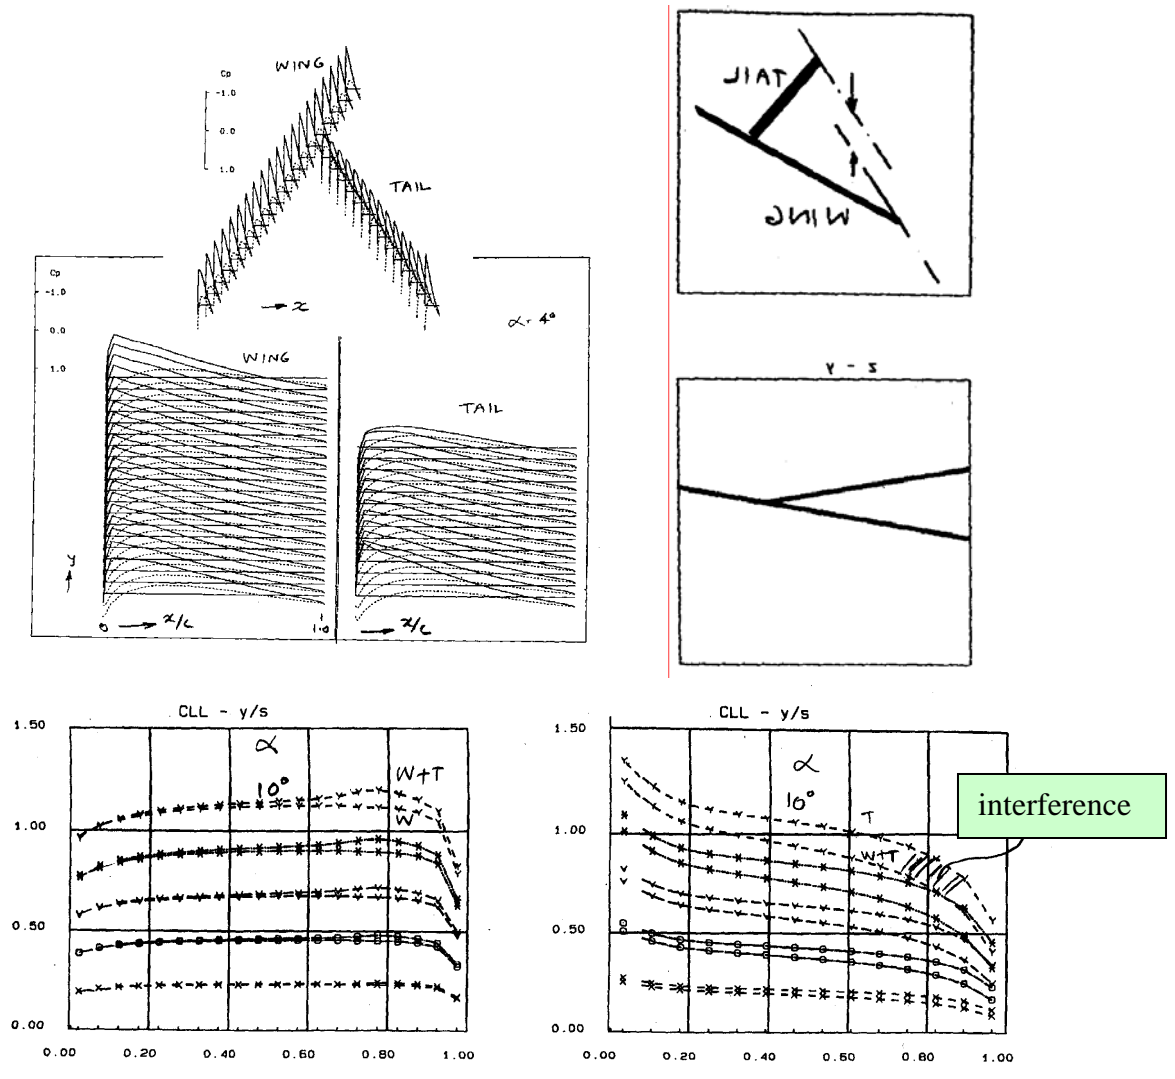 WING
Cp
-1.0
0.0
1.0
TAIL
Cp
-1.0
0.0
1.0
x
α = 4°
WING
TAIL
y
0
x/c
1.0
x/c
TAIL
WING
y - z
CLL - y/s
1.50
1.00
0.50
0.00
α
10°
W+T
W
0.00 0.20 0.40 0.60 0.80 1.00
CLL - y/s
1.50
1.00
0.50
0.00
α
10°
T
W+T
interference
0.00 0.20 0.40 0.60 0.80 1.00